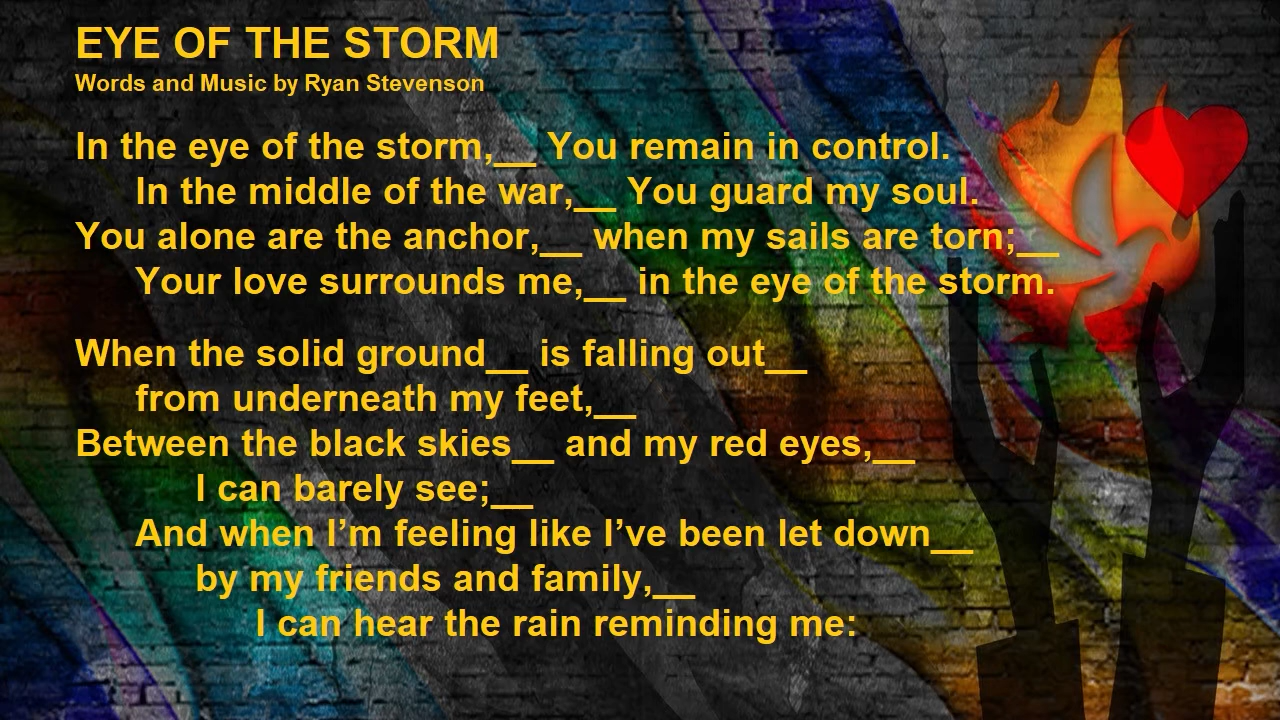 EYE OF THE STORM
Words and Music by Ryan Stevenson
In the eye of the storm,__ You remain in control.
In the middle of the war,__ You guard my soul.
You alone are the anchor,__ when my sails are torn;__
Your love surrounds me,__ in the eye of the storm.
When the solid ground__ is falling out__
from underneath my feet,__
Between the black skies__ and my red eyes,__
I can barely see;__
And when I’m feeling like I’ve been let down__
by my friends and family,__
I can hear the rain reminding me: